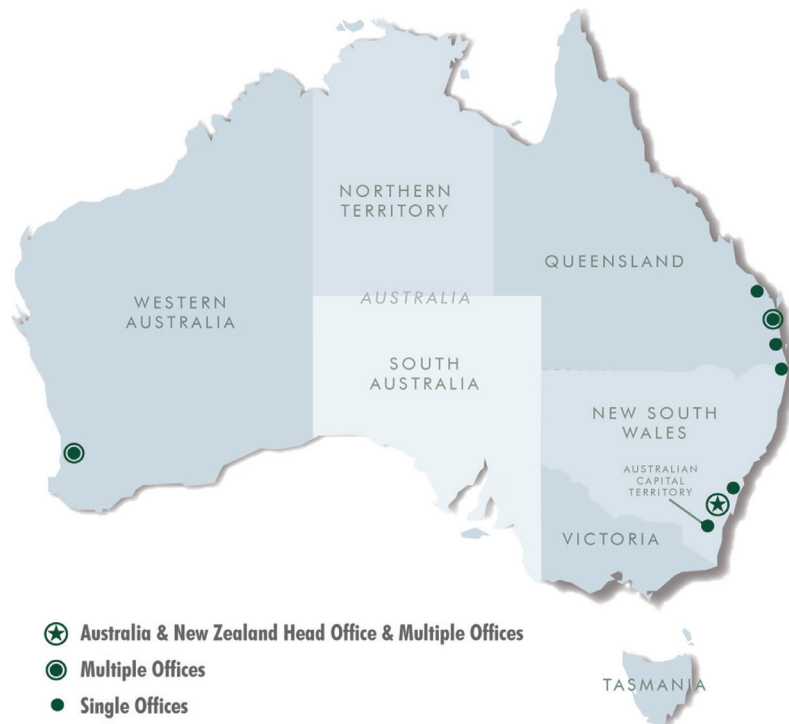 NORTHERN
TERRITORY
QUEENSLAND
AUSTRALIA
WESTERN
AUSTRALIA
SOUTH
AUSTRALIA
NEW SOUTH
WALES
AUSTRALIAN
CAPITAL
TERRITORY
VICTORIA
Australia & New Zealand Head Office & Multiple Offices
Multiple Offices
TASMANIA
Single Offices